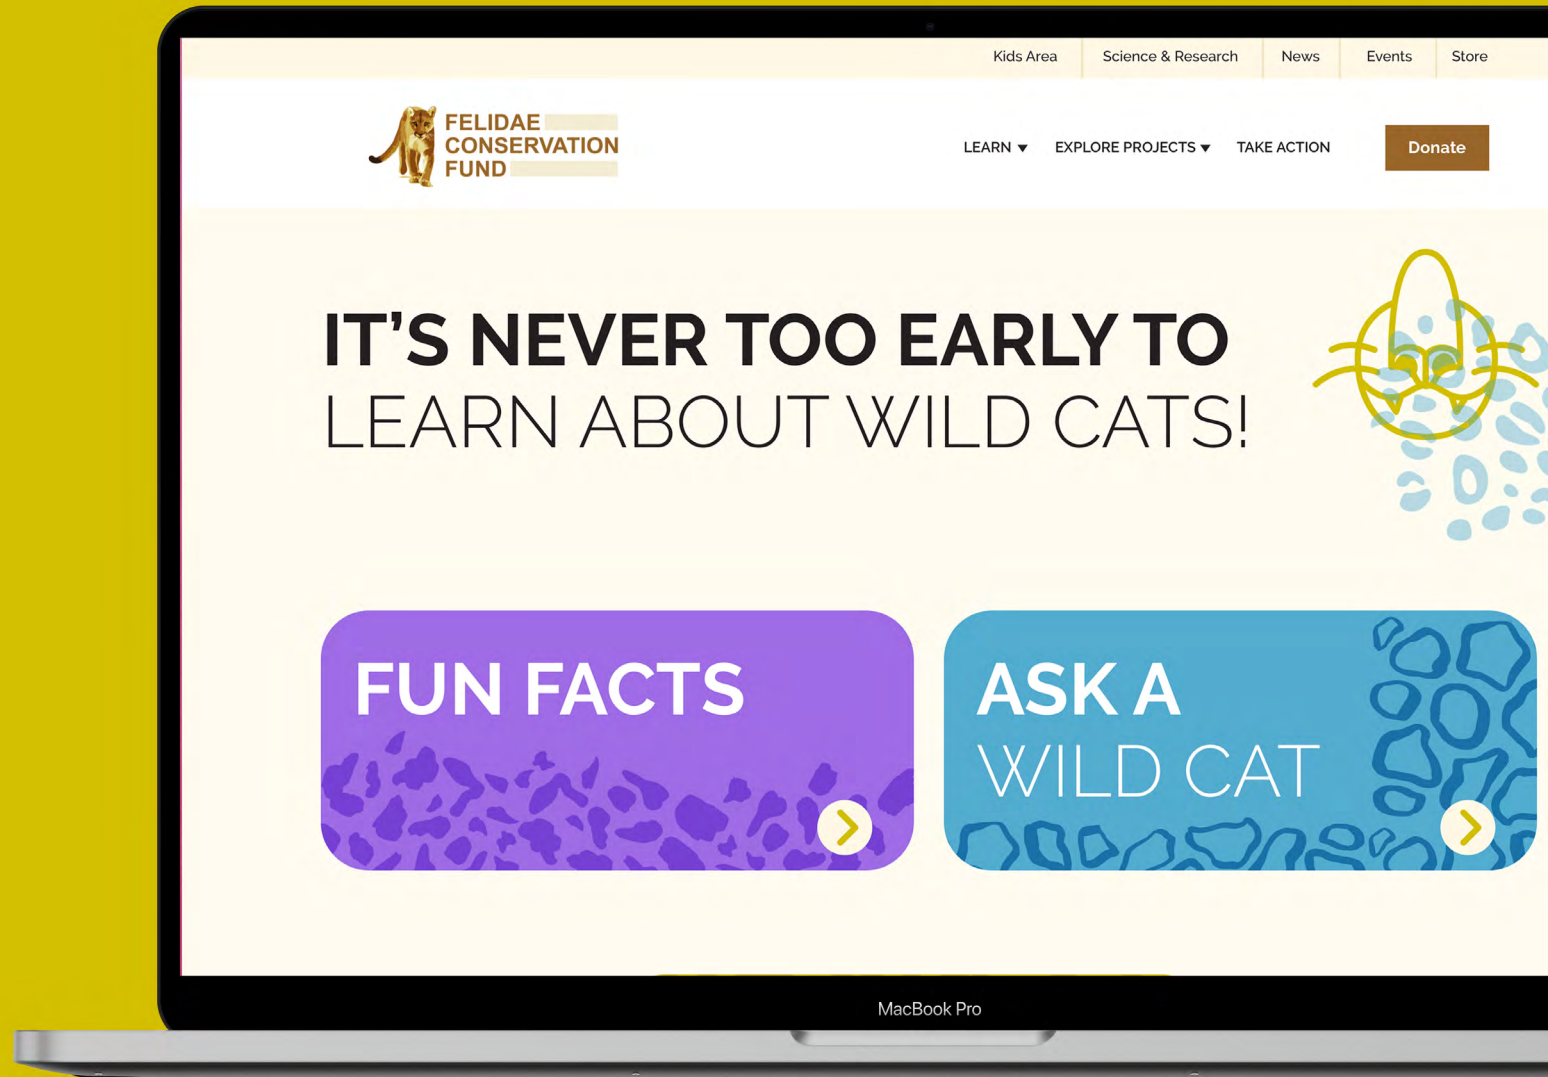 Kids Area
Science & Research
News
Events
Store
FELIDAE
CONSERVATION
FUND
LEARN
EXPLORE PROJECTS
TAKE ACTION
Donate
IT'S NEVER TOO EARLY TO
LEARN ABOUT WILD CATS!
FUN FACTS
ASK A
WILD CAT
MacBook Pro